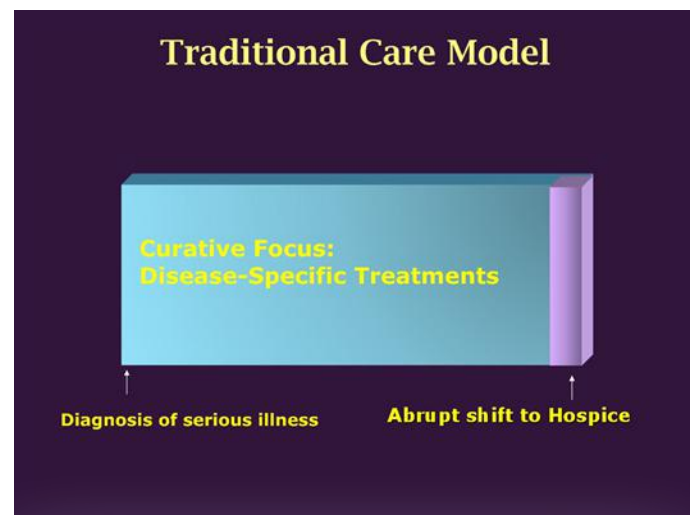 Traditional Care Model
Curative Focus:
Disease-Specific Treatments
Diagnosis of serious illness
Abrupt shift to Hospice